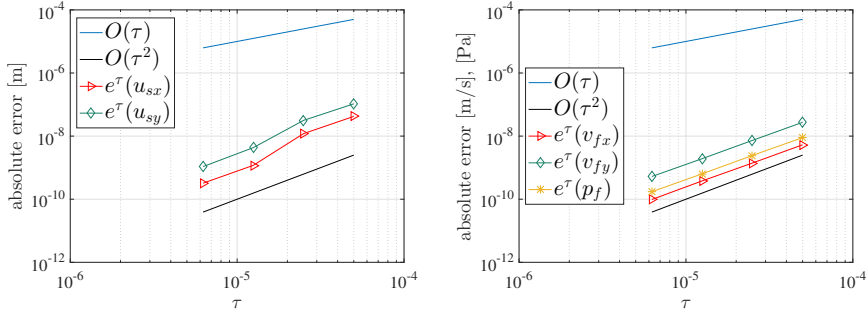 absolute error [m]
10^-4
10^-6
10^-8
10^-10
10^-12
O(τ)
O(τ²)
e^τ(u_sx)
e^τ(u_sy)
10^-6
10^-5
10^-4
τ
absolute error [m/s], [Pa]
10^-4
10^-6
10^-8
10^-10
10^-12
O(τ)
O(τ²)
e^τ(v_fx)
e^τ(v_fy)
e^τ(p_f)
10^-6
10^-5
10^-4
τ